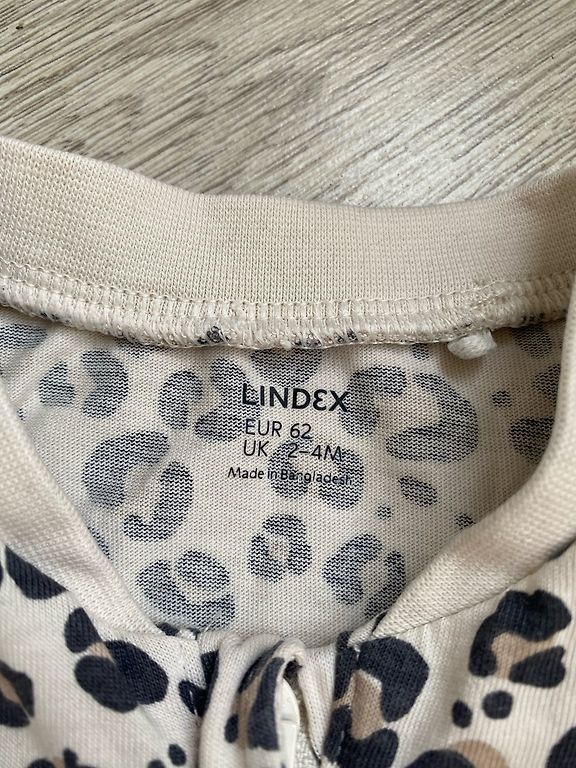 LINDEX
EUR 62
UK 2-4M
Made in Bangladesh